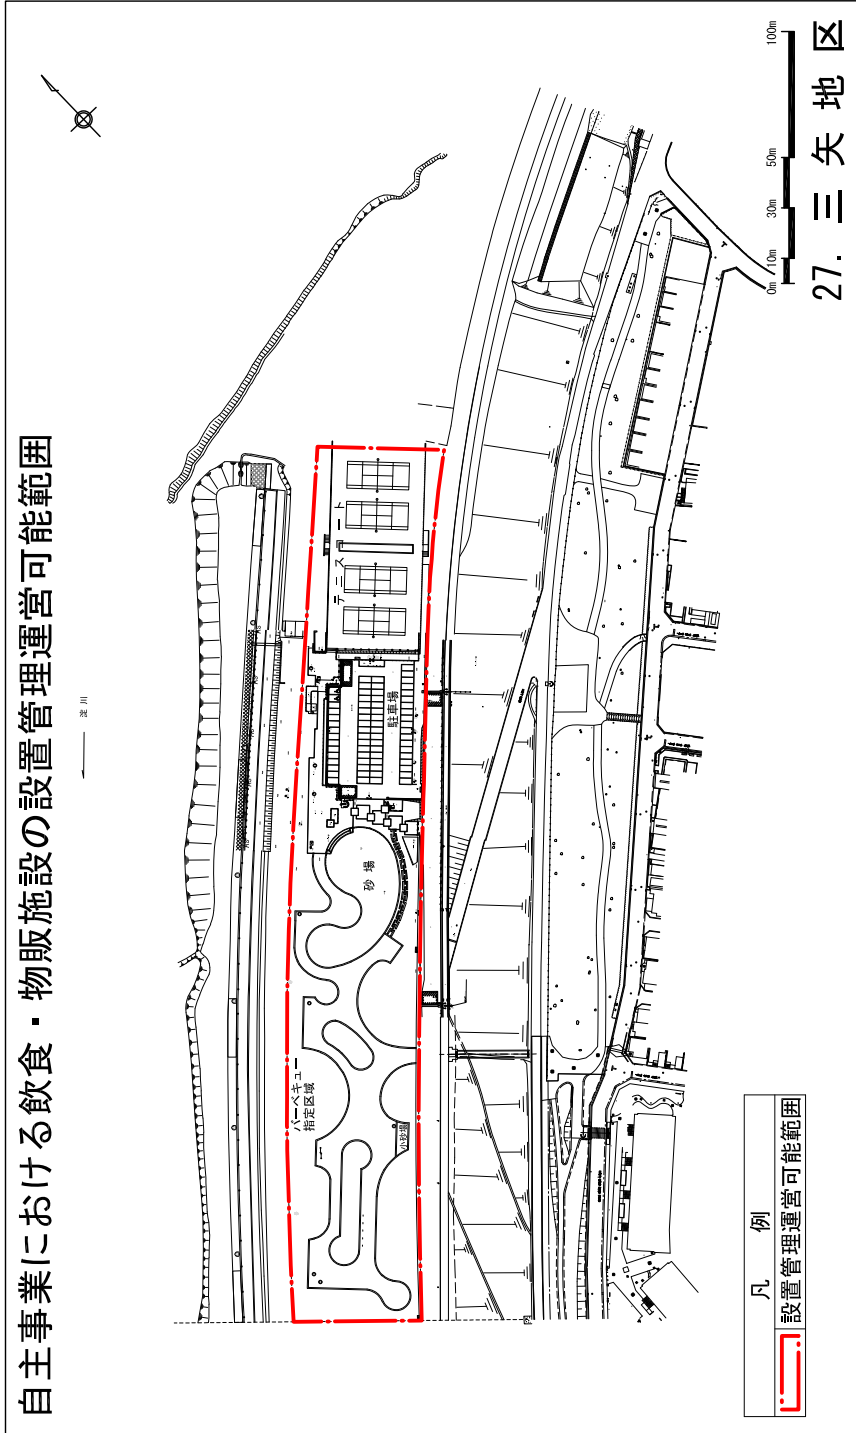 自主事業における飲食・物販施設の設置管理運営可能範囲
淀川
バーベキュー
指定区域
小砂場
砂場
駐車場
テニスコート
凡例
設置管理運営可能範囲
0m 10m 30m 50m 100m
27. 三矢地区